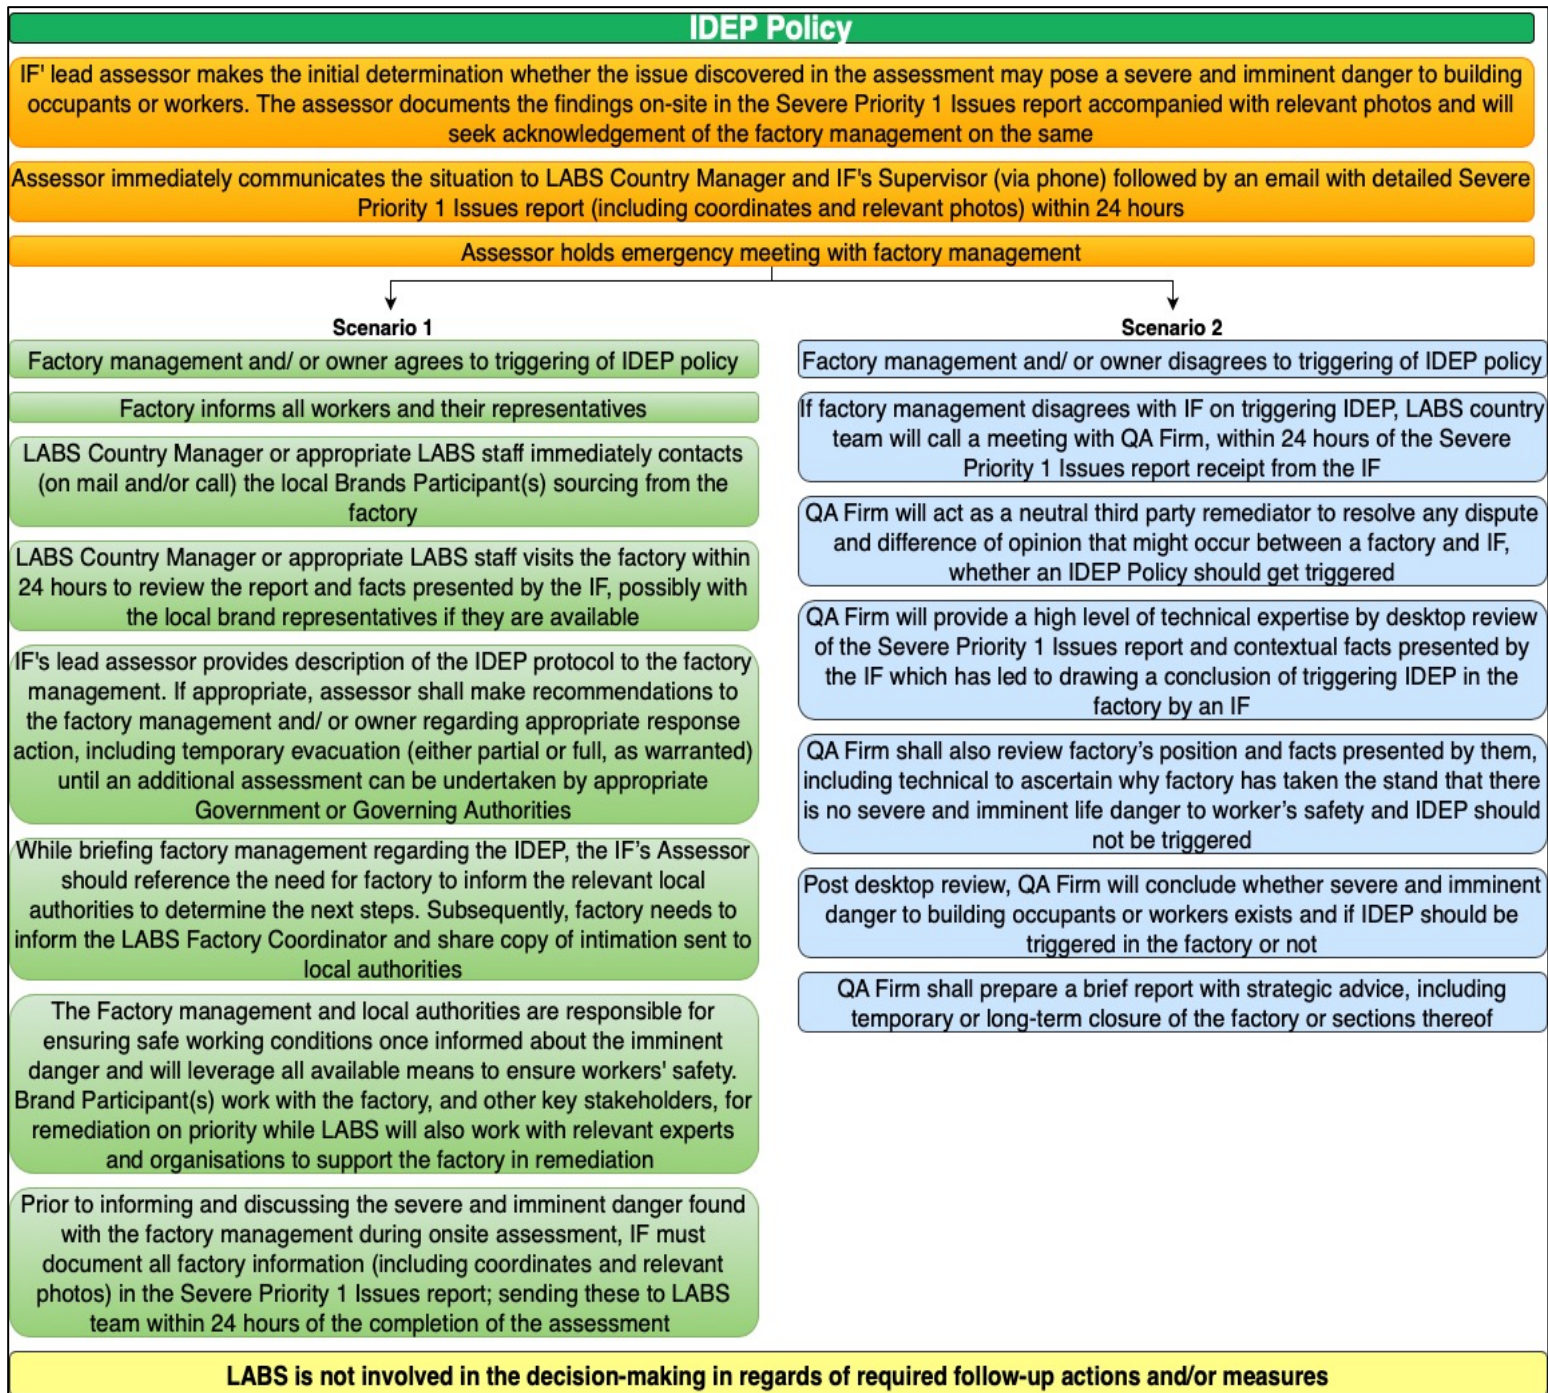 IDEP Policy
IF' lead assessor makes the initial determination whether the issue discovered in the assessment may pose a severe and imminent danger to building
occupants or workers. The assessor documents the findings on-site in the Severe Priority 1 Issues report accompanied with relevant photos and will
seek acknowledgement of the factory management on the same
Assessor immediately communicates the situation to LABS Country Manager and IF's Supervisor (via phone) followed by an email with detailed Severe
Priority 1 Issues report (including coordinates and relevant photos) within 24 hours
Assessor holds emergency meeting with factory management
Scenario 1
Factory management and/ or owner agrees to triggering of IDEP policy
Factory informs all workers and their representatives
LABS Country Manager or appropriate LABS staff immediately contacts
(on mail and/or call) the local Brands Participant(s) sourcing from the
factory
LABS Country Manager or appropriate LABS staff visits the factory within
24 hours to review the report and facts presented by the IF, possibly with
the local brand representatives if they are available
IF's lead assessor provides description of the IDEP protocol to the factory
management. If appropriate, assessor shall make recommendations to
the factory management and/ or owner regarding appropriate response
action, including temporary evacuation (either partial or full, as warranted)
until an additional assessment can be undertaken by appropriate
Government or Governing Authorities
While briefing factory management regarding the IDEP, the IF's Assessor
should reference the need for factory to inform the relevant local
authorities to determine the next steps. Subsequently, factory needs to
inform the LABS Factory Coordinator and share copy of intimation sent to
local authorities
The Factory management and local authorities are responsible for
ensuring safe working conditions once informed about the imminent
danger and will leverage all available means to ensure workers' safety.
Brand Participant(s) work with the factory, and other key stakeholders, for
remediation on priority while LABS will also work with relevant experts
and organisations to support the factory in remediation
Prior to informing and discussing the severe and imminent danger found
with the factory management during onsite assessment, IF must
document all factory information (including coordinates and relevant
photos) in the Severe Priority 1 Issues report; sending these to LABS
team within 24 hours of the completion of the assessment
Scenario 2
Factory management and/ or owner disagrees to triggering of IDEP policy
If factory management disagrees with IF on triggering IDEP, LABS country
team will call a meeting with QA Firm, within 24 hours of the Severe
Priority 1 Issues report receipt from the IF
QA Firm will act as a neutral third party remediator to resolve any dispute
and difference of opinion that might occur between a factory and IF,
whether an IDEP Policy should get triggered
QA Firm will provide a high level of technical expertise by desktop review
of the Severe Priority 1 Issues report and contextual facts presented by
the IF which has led to drawing a conclusion of triggering IDEP in the
factory by an IF
QA Firm shall also review factory's position and facts presented by them,
including technical to ascertain why factory has taken the stand that there
is no severe and imminent life danger to worker's safety and IDEP should
not be triggered
Post desktop review, QA Firm will conclude whether severe and imminent
danger to building occupants or workers exists and if IDEP should be
triggered in the factory or not
QA Firm shall prepare a brief report with strategic advice, including
temporary or long-term closure of the factory or sections thereof
LABS is not involved in the decision-making in regards of required follow-up actions and/or measures